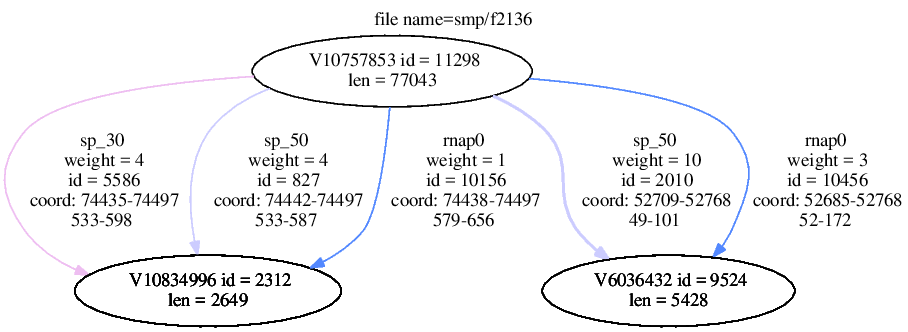 file name=smp/f2136
V10757853 id = 11298
len = 77043
sp_30
weight = 4
id = 5586
coord: 74435-74497
533-598
sp_50
weight = 4
id = 827
coord: 74442-74497
533-587
rnap0
weight = 1
id = 10156
coord: 74438-74497
579-656
sp_50
weight = 10
id = 2010
coord: 52709-52768
49-101
rnap0
weight = 3
id = 10456
coord: 52685-52768
52-172
V10834996 id = 2312
len = 2649
V6036432 id = 9524
len = 5428